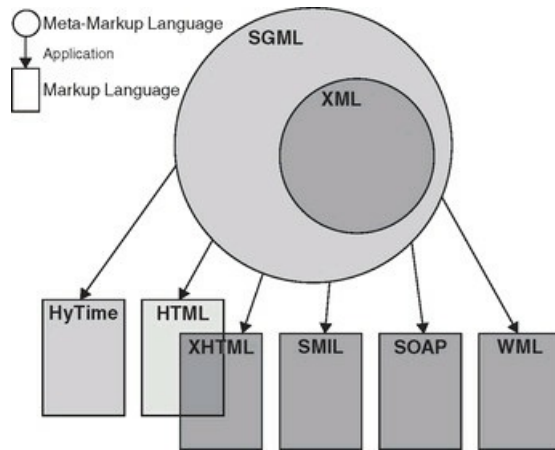 Meta-Markup Language
Application
Markup Language
SGML
XML
HyTime
HTML
XHTML
SMIL
SOAP
WML